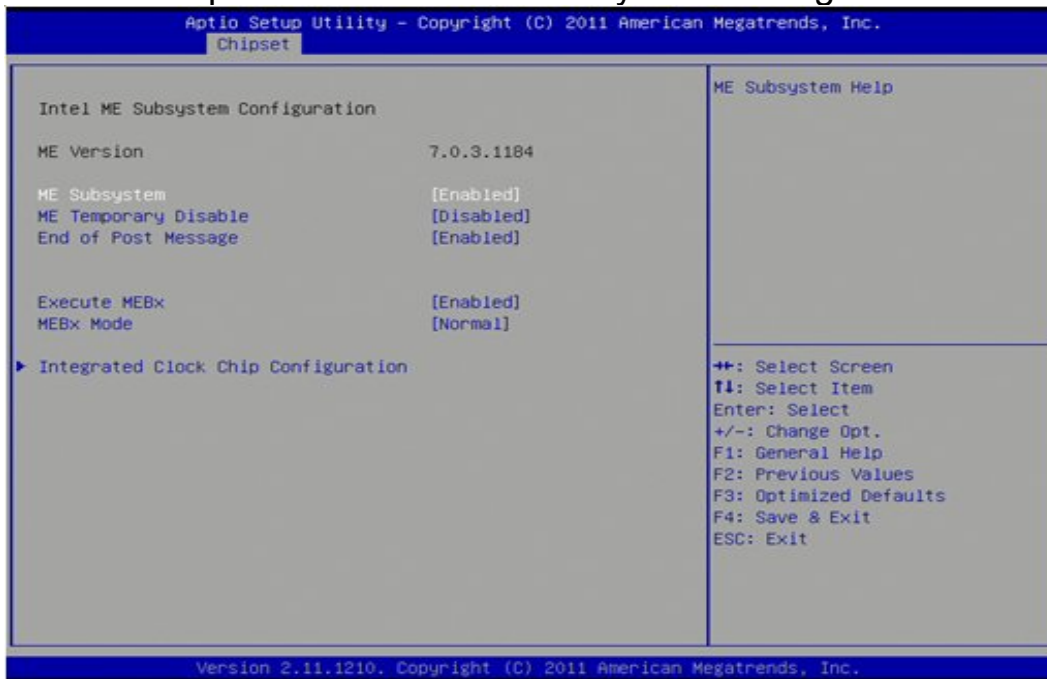 Aptio Setup Utility – Copyright (C) 2011 American Megatrends, Inc.
Chipset
Intel ME Subsystem Configuration
ME Version 7.0.3.1184
ME Subsystem [Enabled]
ME Temporary Disable [Disabled]
End of Post Message [Enabled]
Execute MEBx [Enabled]
MEBx Mode [Normal]
Integrated Clock Chip Configuration
ME Subsystem Help
→←: Select Screen
↑↓: Select Item
Enter: Select
+/-: Change Opt.
F1: General Help
F2: Previous Values
F3: Optimized Defaults
F4: Save & Exit
ESC: Exit
Version 2.11.1210. Copyright (C) 2011 American Megatrends, Inc.